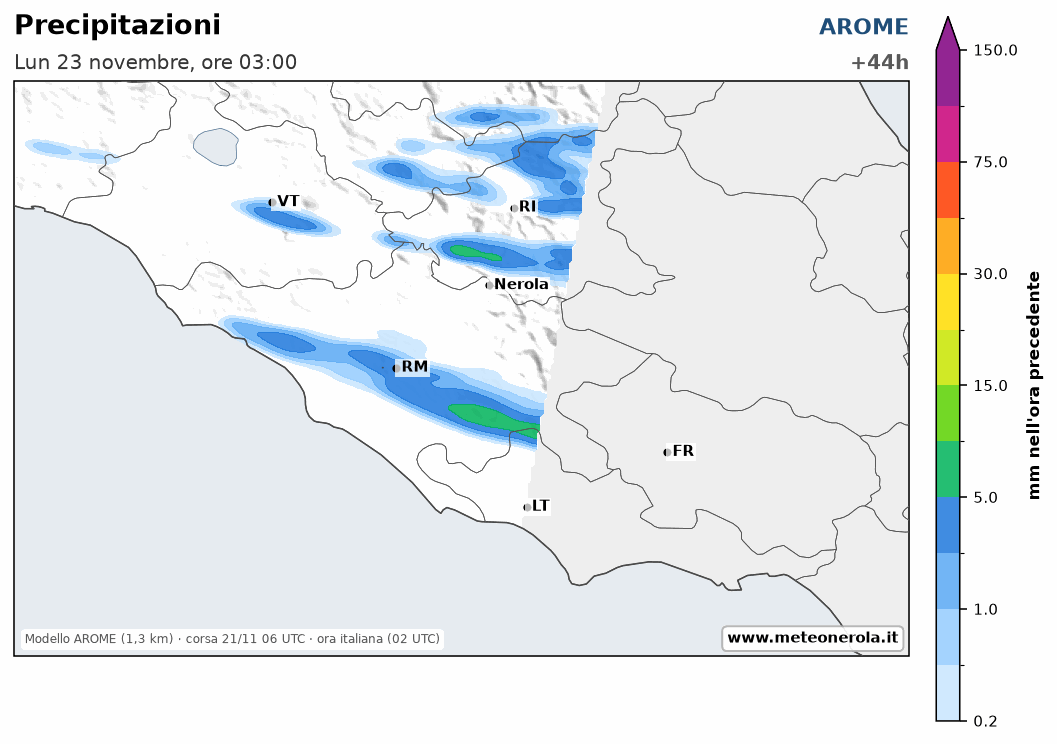 Precipitazioni
AROME
Lun 23 novembre, ore 03:00
+44h
150.0
75.0
30.0
15.0
5.0
1.0
0.2
mm nell'ora precedente
VT
RI
Nerola
RM
FR
LT
Modello AROME (1,3 km) · corsa 21/11 06 UTC · ora italiana (02 UTC)
www.meteonerola.it